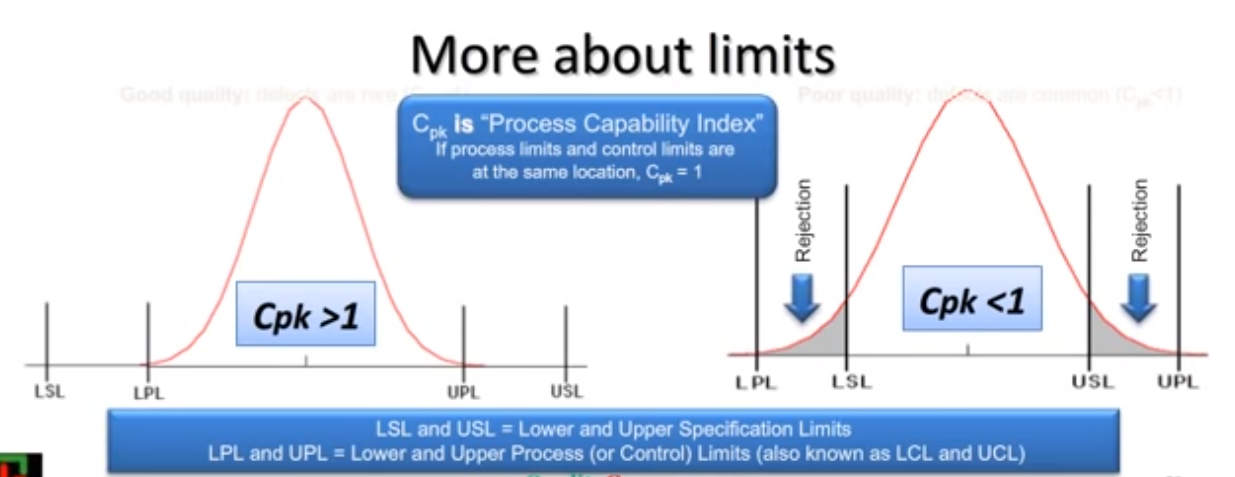 More about limits
Good quality: defects are rare (Cpk>1)
Poor quality: defects are common (Cpk<1)
Cpk is "Process Capability Index"
If process limits and control limits are
at the same location, Cpk = 1
Rejection
Rejection
Cpk >1
Cpk <1
LSL
LPL
UPL
USL
LPL
LSL
USL
UPL
LSL and USL = Lower and Upper Specification Limits
LPL and UPL = Lower and Upper Process (or Control) Limits (also known as LCL and UCL)